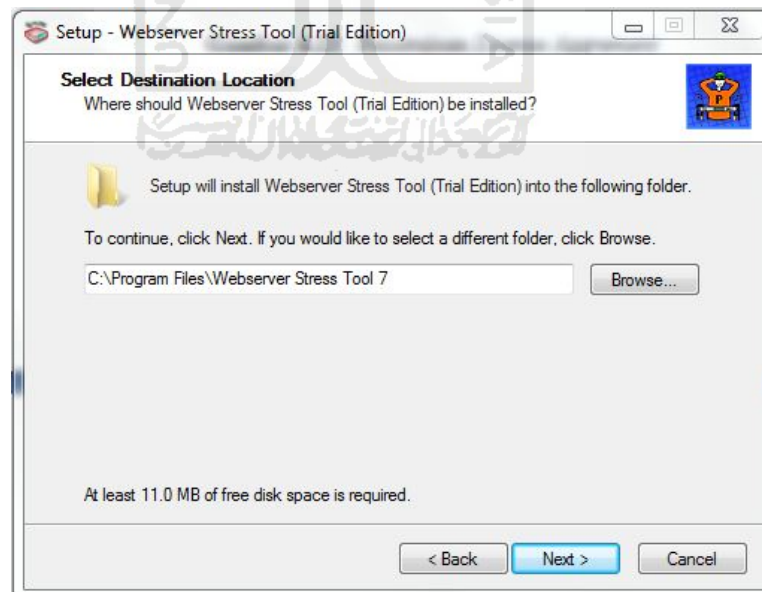 Setup - Webserver Stress Tool (Trial Edition)
Select Destination Location
Where should Webserver Stress Tool (Trial Edition) be installed?
Setup will install Webserver Stress Tool (Trial Edition) into the following folder.
To continue, click Next. If you would like to select a different folder, click Browse.
C:\Program Files\Webserver Stress Tool 7
Browse...
At least 11.0 MB of free disk space is required.
< Back
Next >
Cancel